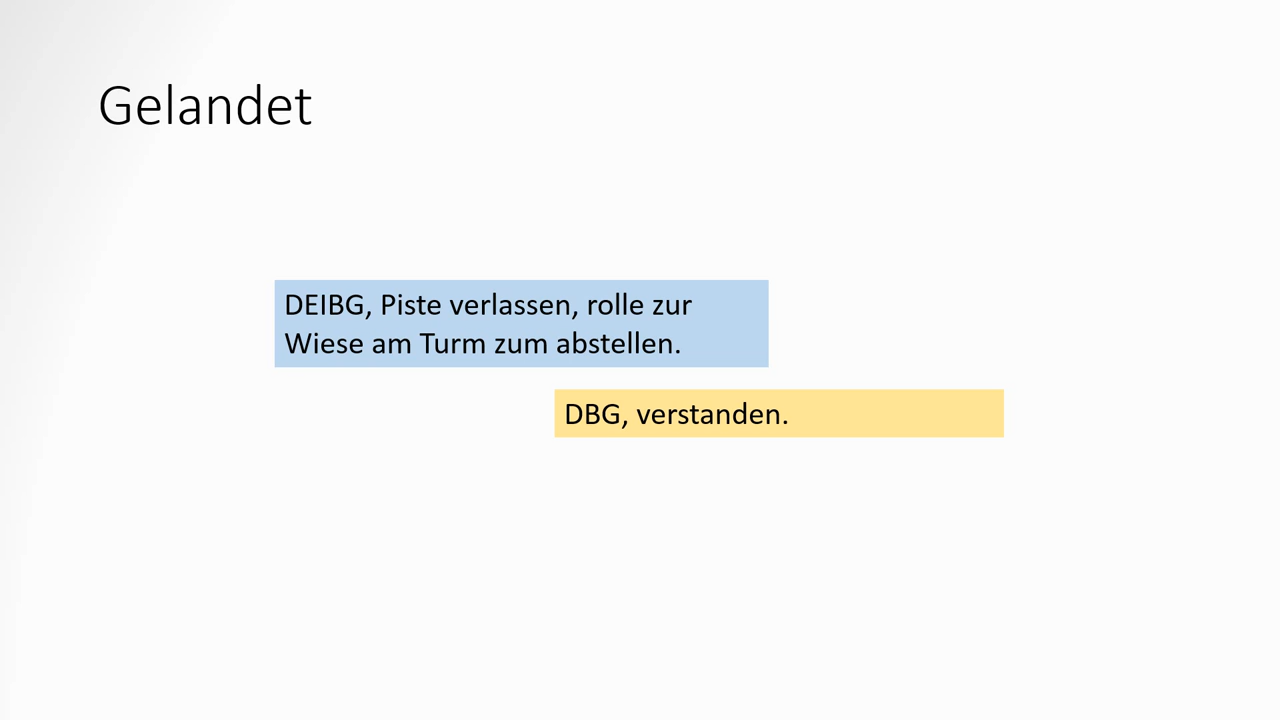 Gelandet
DEIBG, Piste verlassen, rolle zur
Wiese am Turm zum abstellen.
DBG, verstanden.